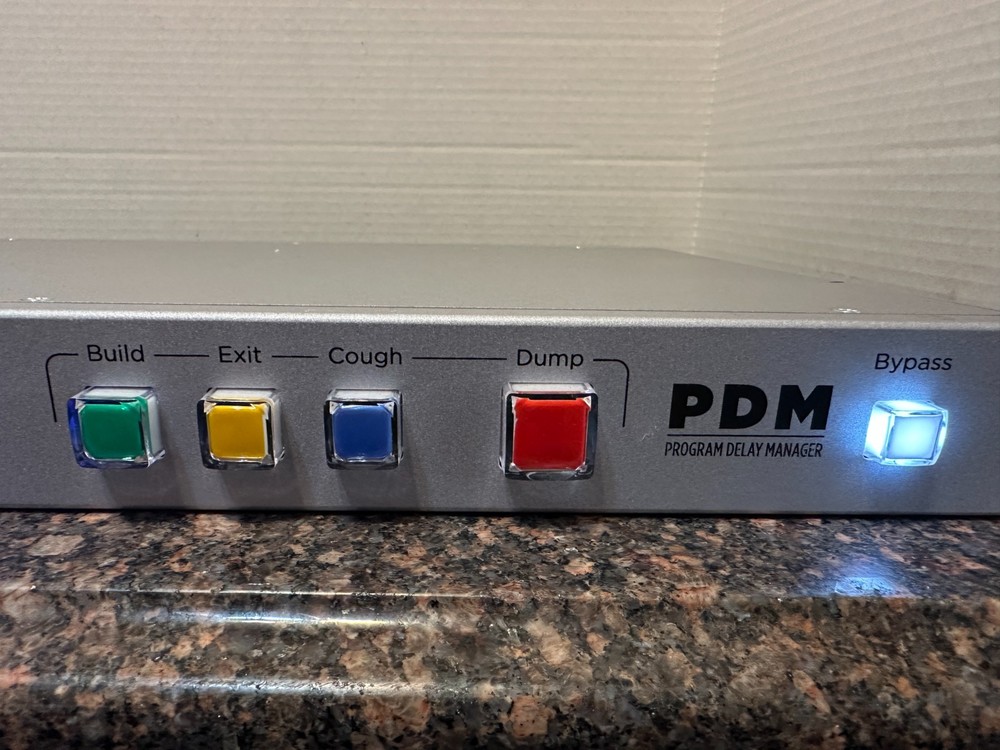 Build Exit Cough Dump
Bypass
PDM
PROGRAM DELAY MANAGER